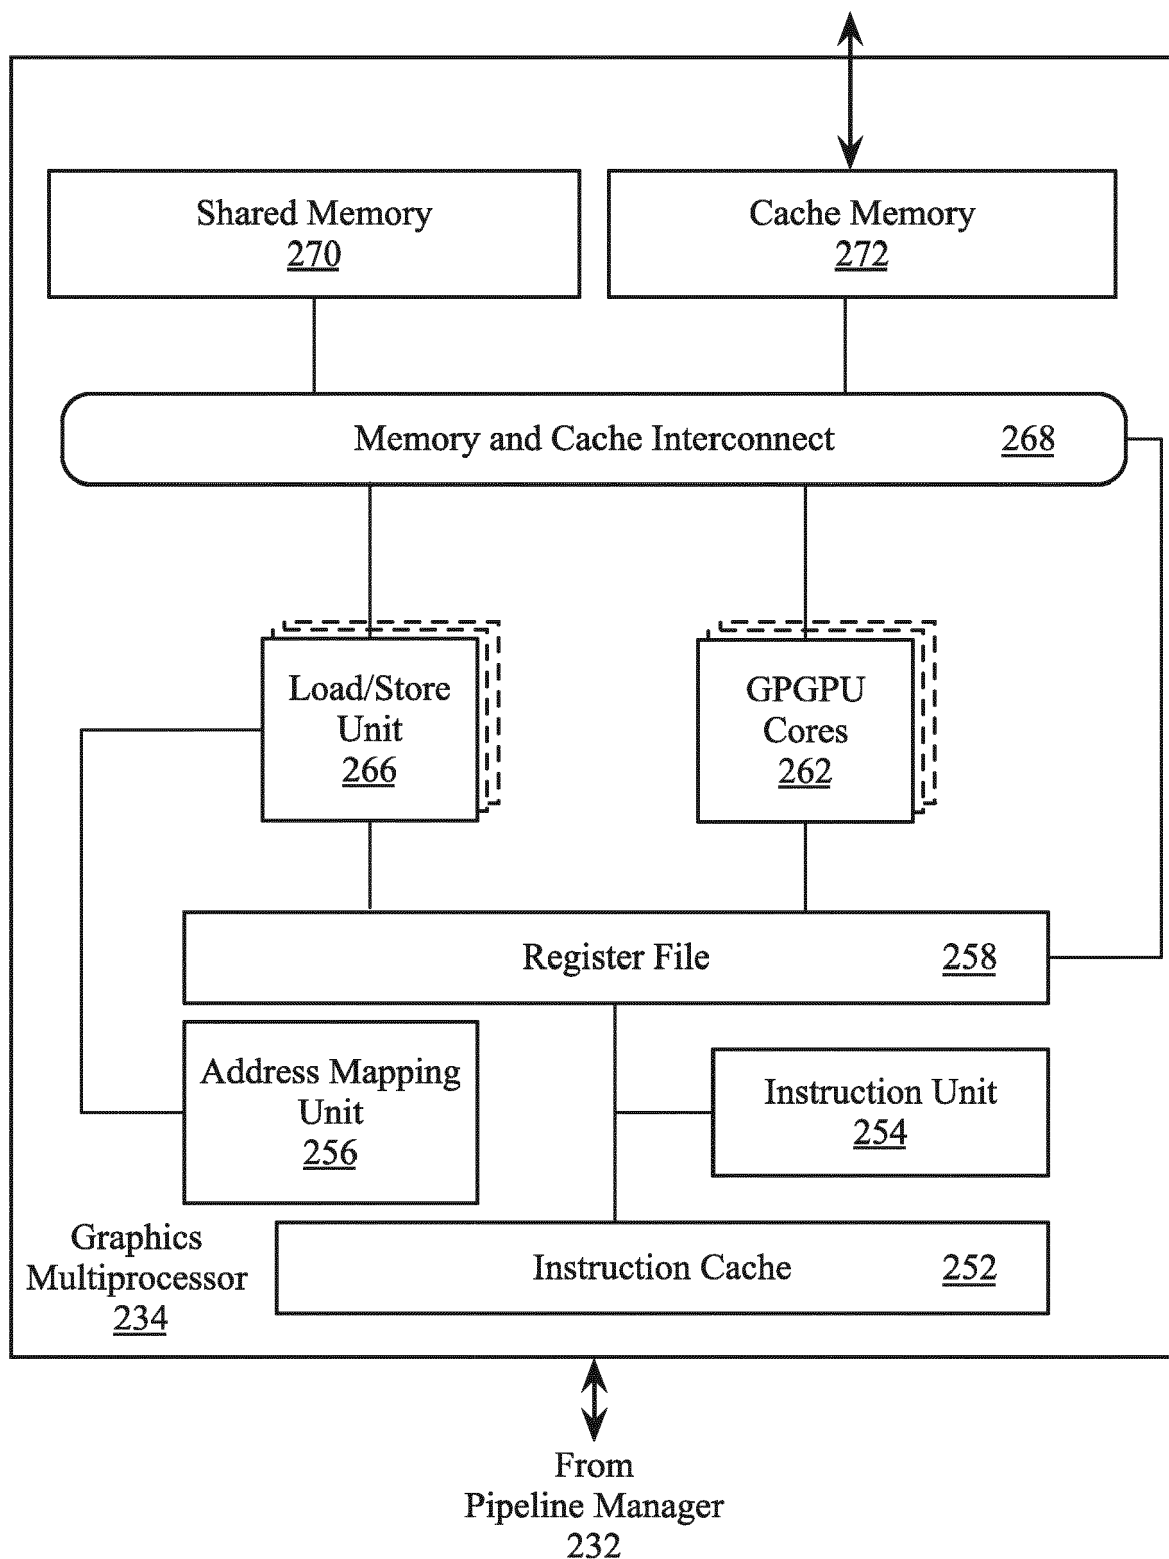 Shared Memory
270
Cache Memory
272
Memory and Cache Interconnect 268
Load/Store
Unit
266
GPGPU
Cores
262
Register File 258
Address Mapping
Unit
256
Instruction Unit
254
Graphics
Multiprocessor
234
Instruction Cache 252
From
Pipeline Manager
232